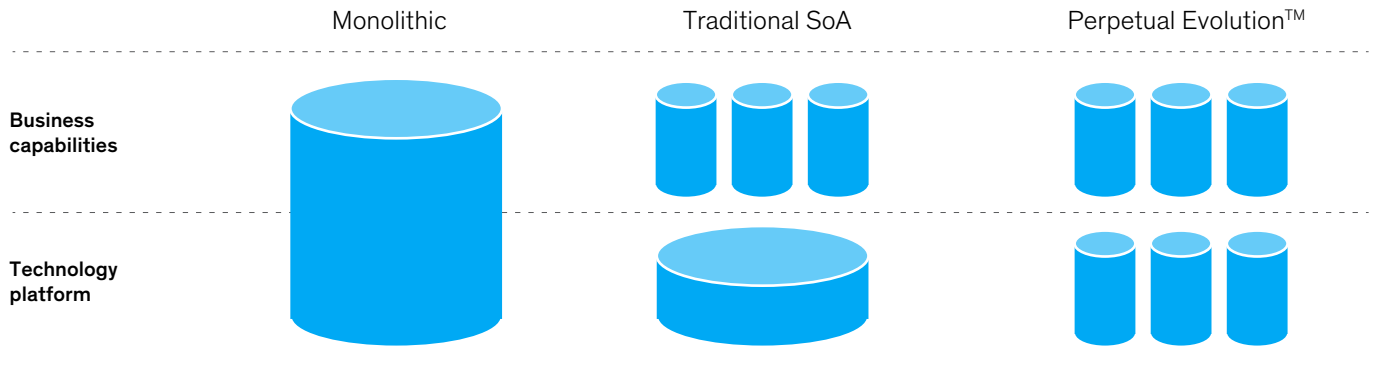 Monolithic
Traditional SoA
Perpetual Evolution™
Business
capabilities
Technology
platform